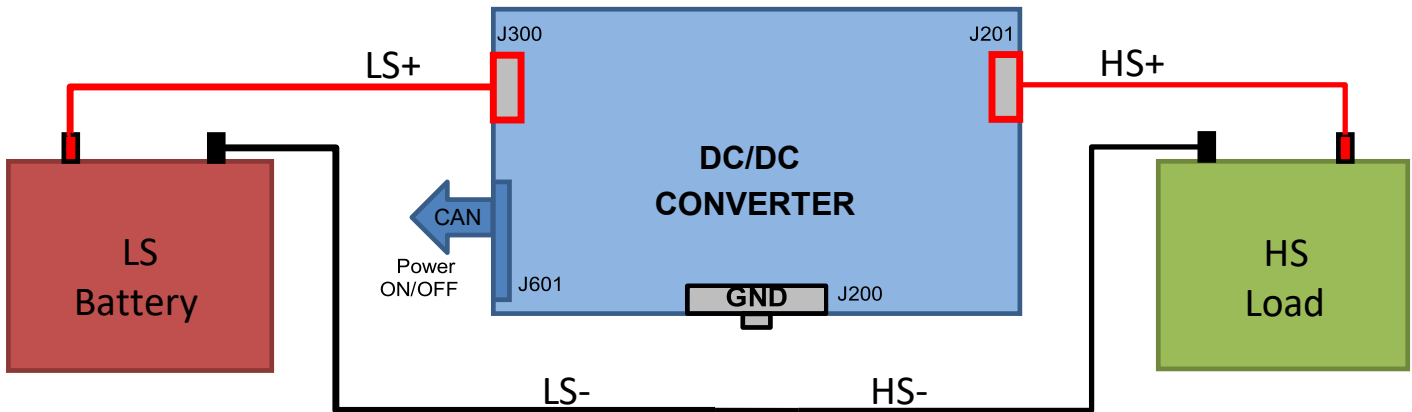 J300
J201
LS+
HS+
DC/DC
CONVERTER
CAN
Power
ON/OFF
J601
GND
J200
LS
Battery
HS
Load
LS-
HS-